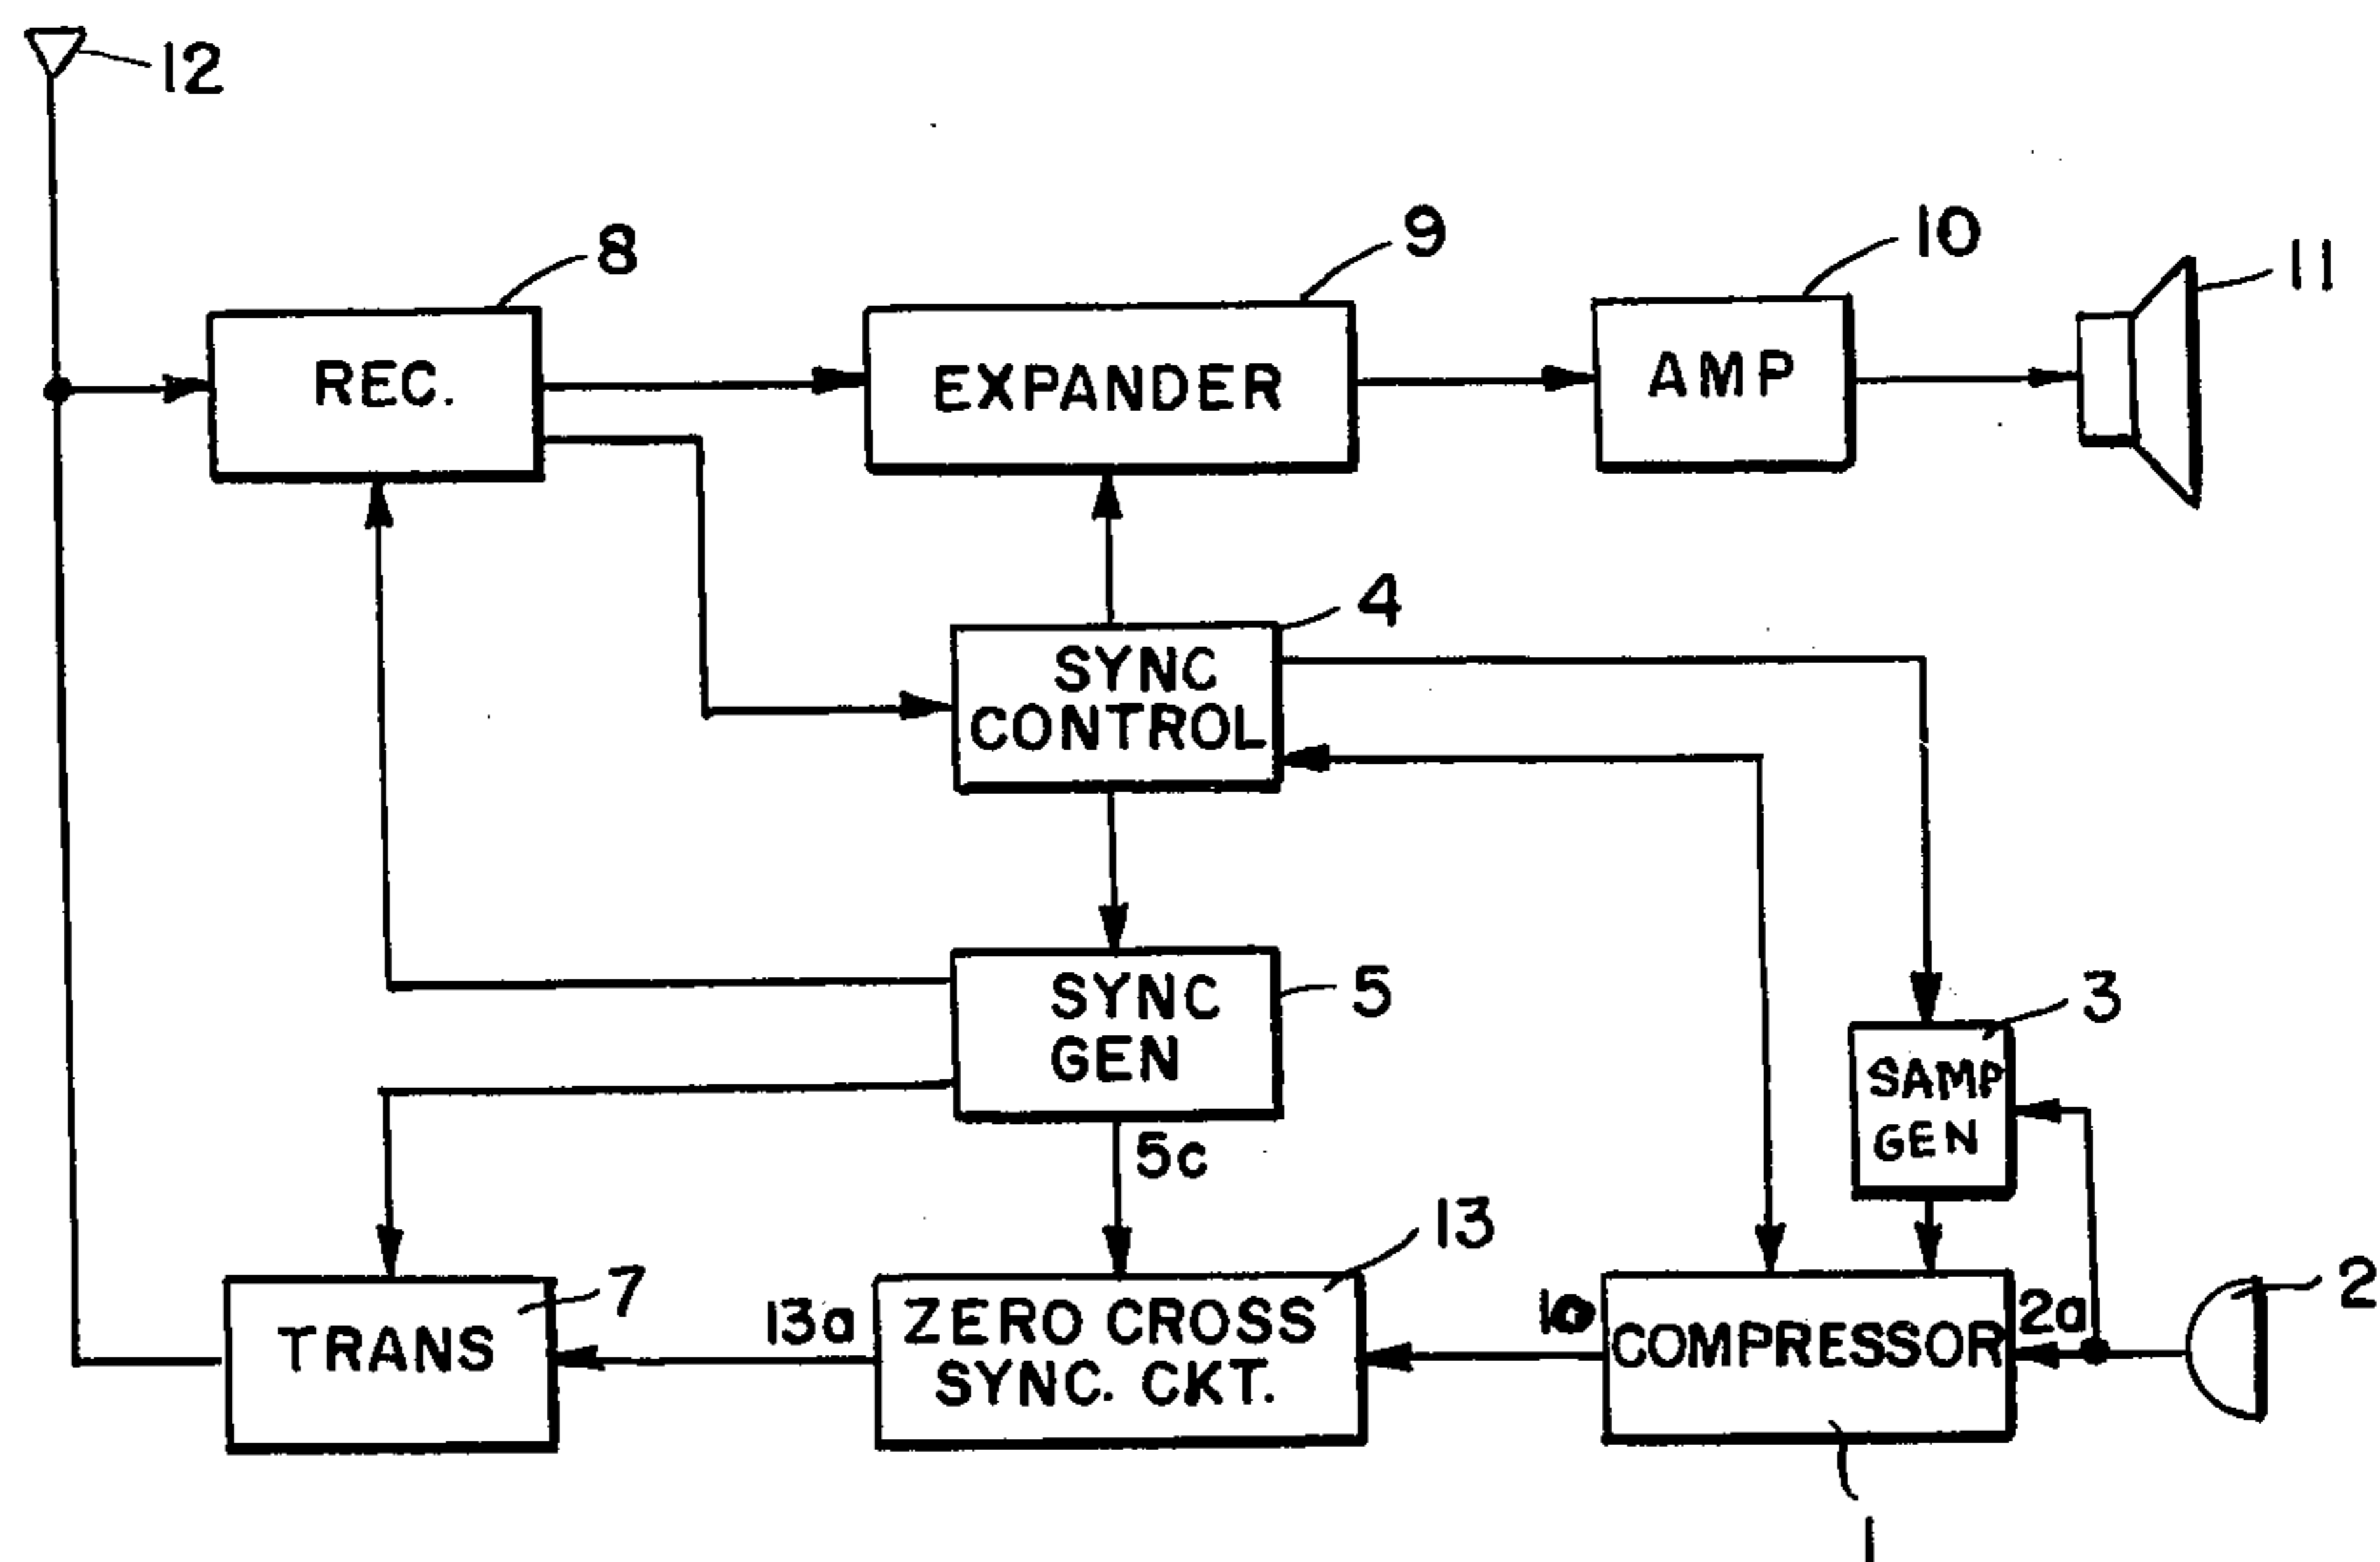 12
8
9
10
11
REC.
EXPANDER
AMP
4
SYNC
CONTROL
5
SYNC
GEN
3
SAMP
GEN
5c
13
7
2
TRANS
13a
ZERO CROSS
SYNC. CKT.
1a
COMPRESSOR
2a
1